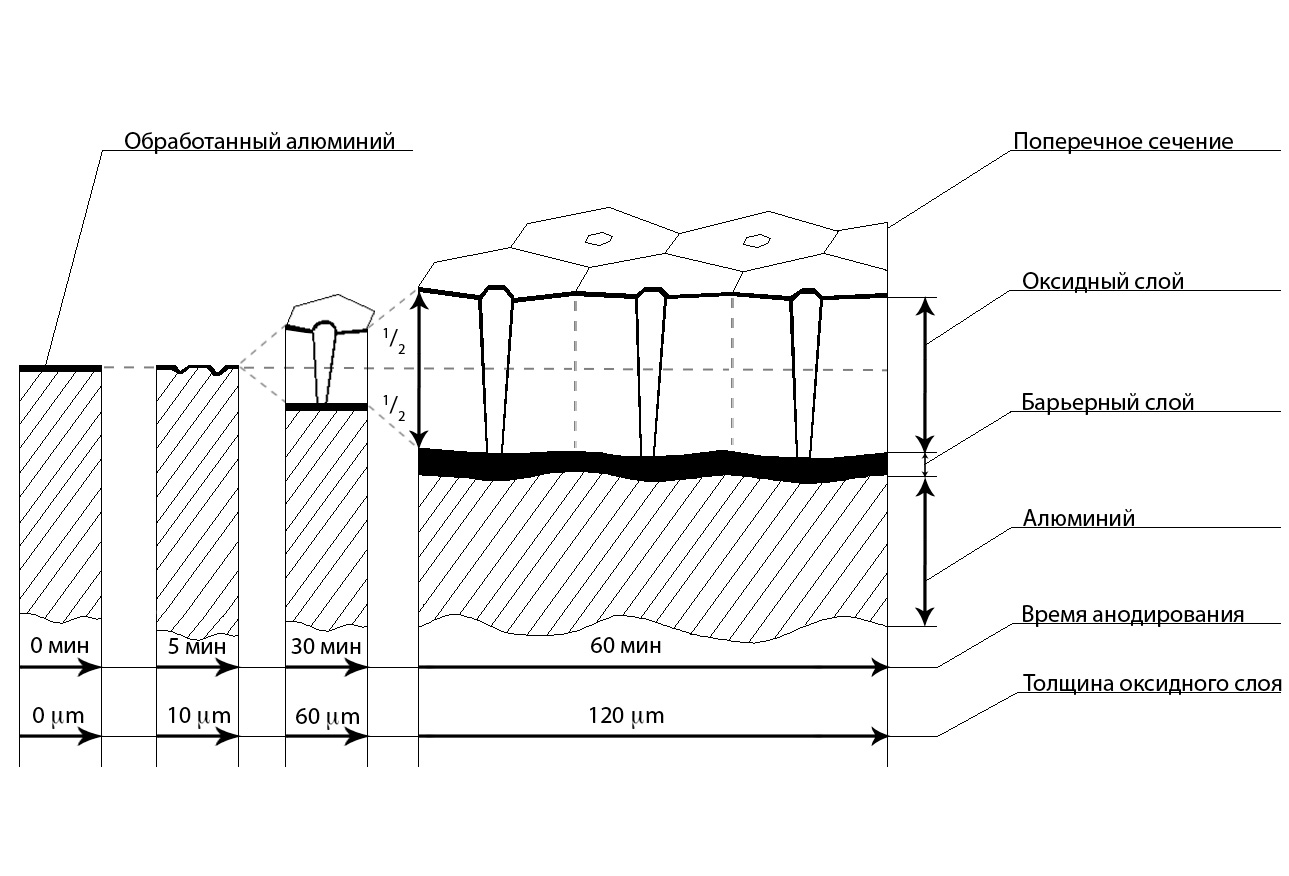 Обработанный алюминий
Поперечное сечение
Оксидный слой
1/2
Барьерный слой
1/2
Алюминий
Время анодирования
0 мин
5 мин
30 мин
60 мин
Толщина оксидного слоя
0 μm
10 μm
60 μm
120 μm